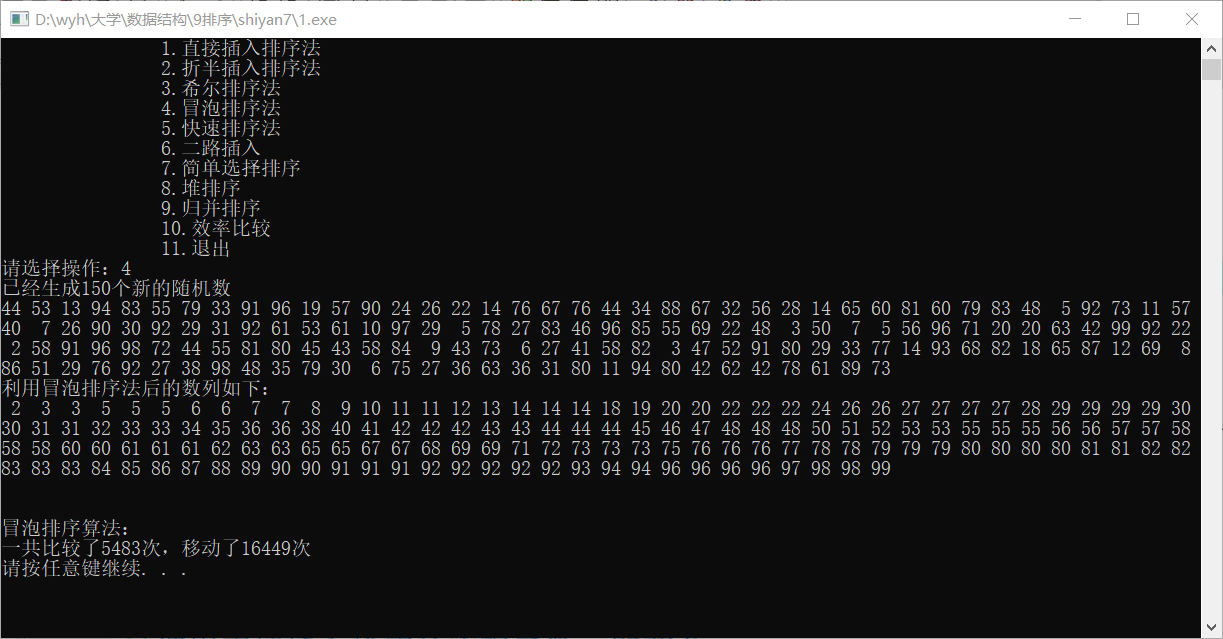 D:\wyh\大学\数据结构\9排序\shiyan7\1.exe
1.直接插入排序法
2.折半插入排序法
3.希尔排序法
4.冒泡排序法
5.快速排序法
6.二路插入
7.简单选择排序
8.堆排序
9.归并排序
10.效率比较
11.退出
请选择操作：4
已经生成150个新的随机数
44 53 13 94 83 55 79 33 91 96 19 57 90 24 26 22 14 76 67 76 44 34 88 67 32 56 28 14 65 60 81 60 79 83 48  5 92 73 11 57
40  7 26 90 30 92 29 31 92 61 53 61 10 97 29  5 78 27 83 46 96 85 55 69 22 48  3 50  7  5 56 96 71 20 20 63 42 99 92 22
 2 58 91 96 98 72 44 55 81 80 45 43 58 84  9 43 73  6 27 41 58 82  3 47 52 91 80 29 33 77 14 93 68 82 18 65 87 12 69  8
86 51 29 76 92 27 38 98 48 35 79 30  6 75 27 36 63 36 31 80 11 94 80 42 62 42 78 61 89 73
利用冒泡排序法后的数列如下：
 2  3  3  5  5  5  6  6  7  7  8  9 10 11 11 12 13 14 14 14 18 19 20 20 22 22 22 24 26 26 27 27 27 27 28 29 29 29 29 30
30 31 31 32 33 33 34 35 36 36 38 40 41 42 42 42 43 43 44 44 44 45 46 47 48 48 48 50 51 52 53 53 55 55 55 56 56 57 57 58
58 58 60 60 61 61 61 62 63 63 65 65 67 67 68 69 69 71 72 73 73 73 75 76 76 76 77 78 78 79 79 79 80 80 80 80 81 81 82 82
83 83 83 84 85 86 87 88 89 90 90 91 91 91 92 92 92 92 92 93 94 94 96 96 96 96 97 98 98 99
冒泡排序算法：
一共比较了5483次，移动了16449次
请按任意键继续. . .